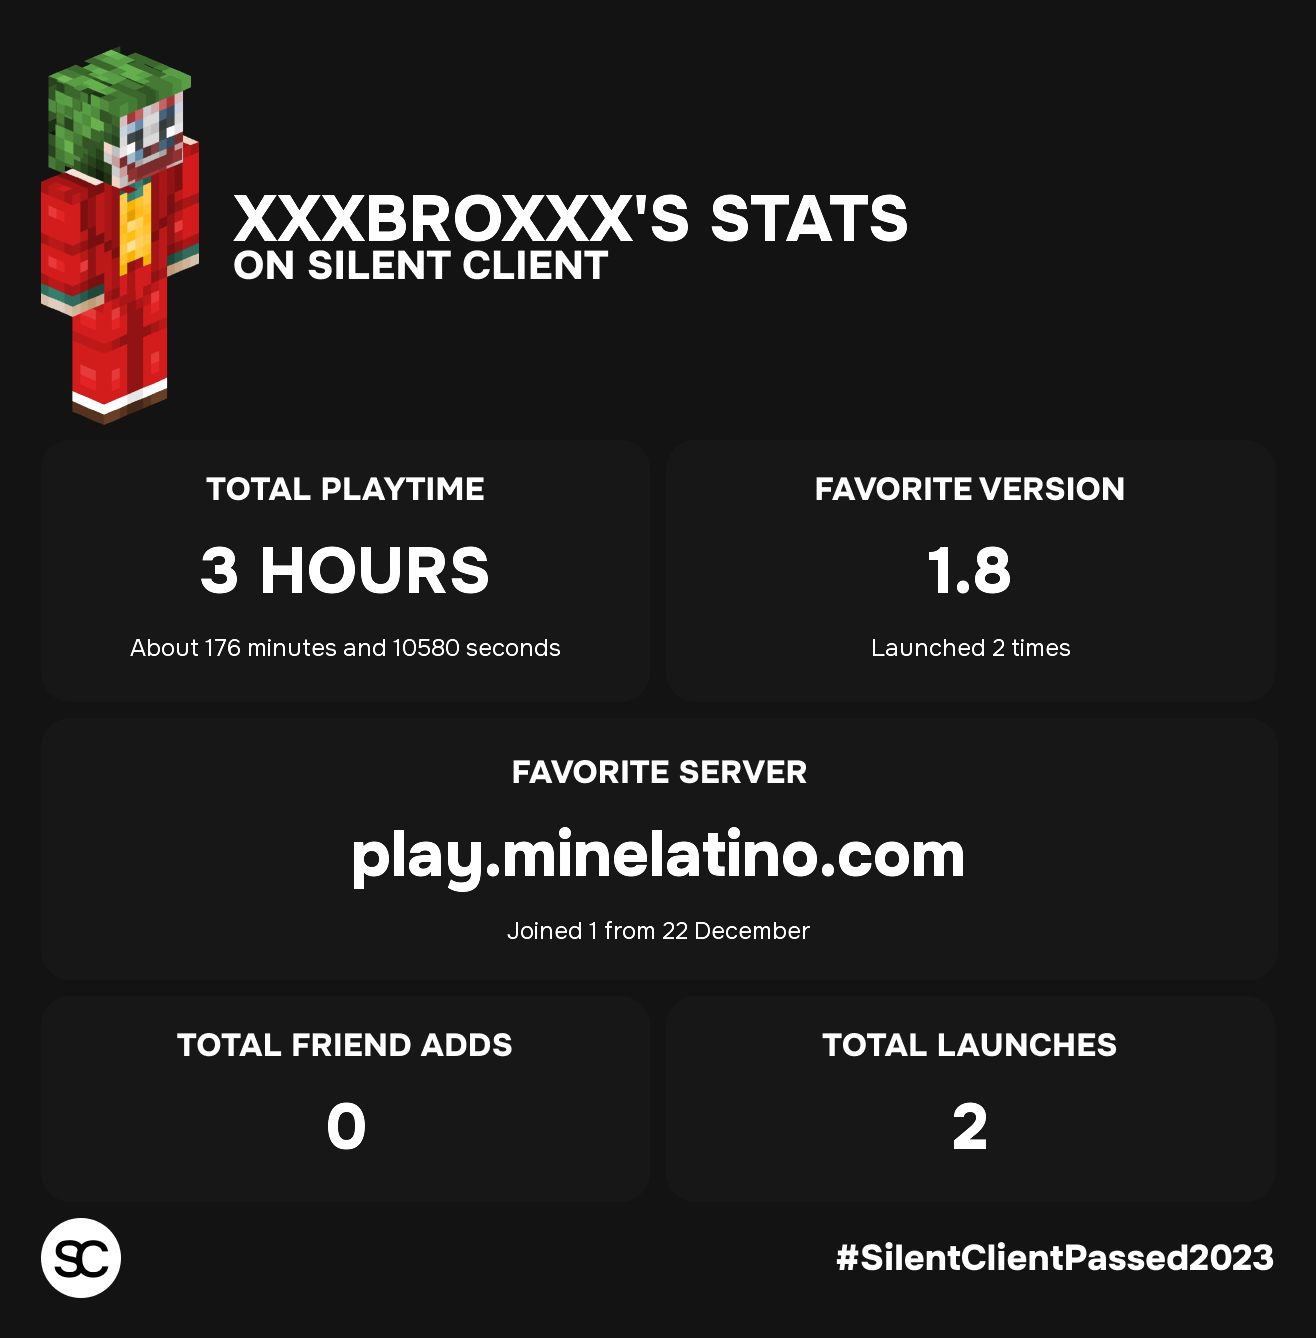 XXXBROXXX'S STATS
ON SILENT CLIENT
TOTAL PLAYTIME
3 HOURS
About 176 minutes and 10580 seconds
FAVORITE VERSION
1.8
Launched 2 times
FAVORITE SERVER
play.minelatino.com
Joined 1 from 22 December
TOTAL FRIEND ADDS
0
TOTAL LAUNCHES
2
SC
#SilentClientPassed2023